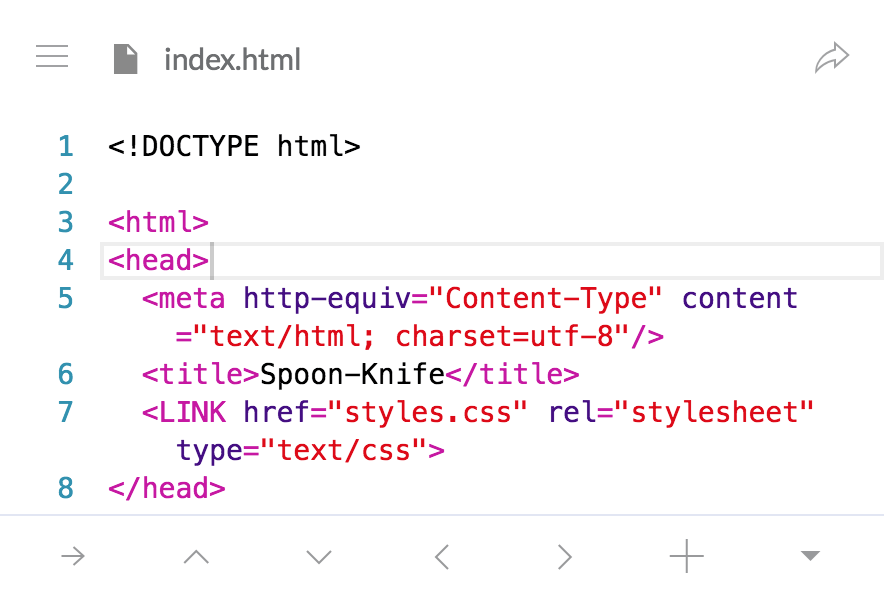 index.html
1 <!DOCTYPE html>
2
3 <html>
4 <head>
5 <meta http-equiv="Content-Type" content
="text/html; charset=utf-8"/>
6 <title>Spoon-Knife</title>
7 <LINK href="styles.css" rel="stylesheet"
type="text/css">
8 </head>